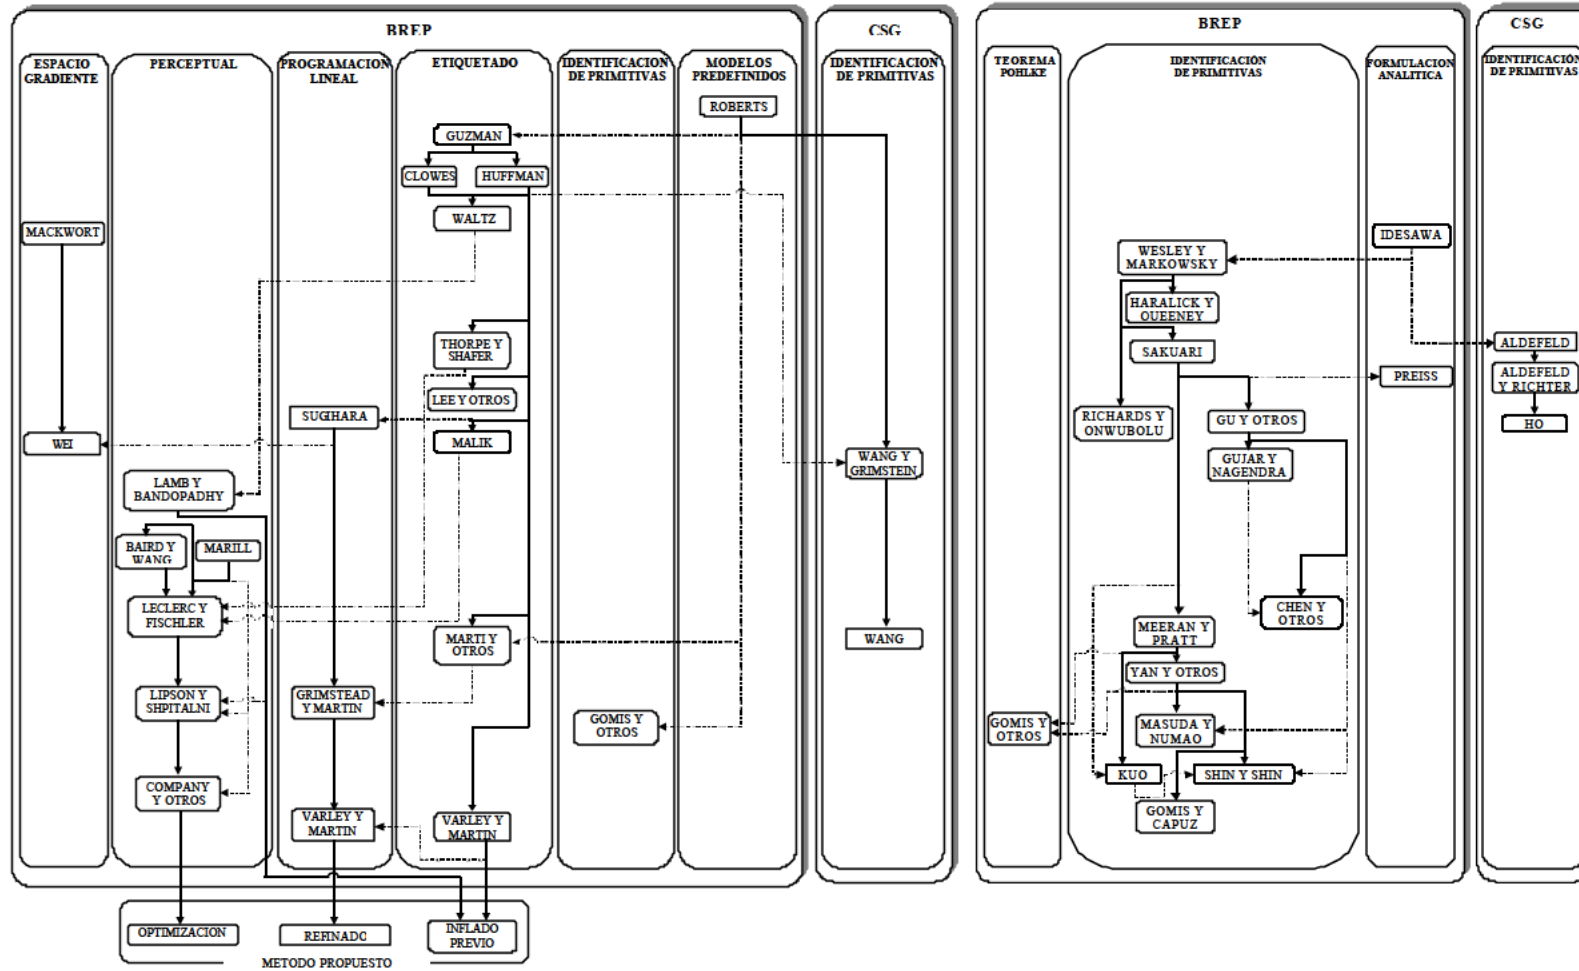 BREP
CSG
BREP
CSG
ESPACIO
GRADIENTE
PERCEPTUAL
PROGRAMACION
LINEAL
ETIQUETADO
IDENTIFICACION
DE PRIMITIVAS
MODELOS
PREDEFINIDOS
IDENTIFICACION
DE PRIMITIVAS
TEOREMA
POHLKE
IDENTIFICACIÓN
DE PRIMITIVAS
FORMULACION
ANALITICA
IDENTIFICACIÓN
DE PRIMITIVAS
ROBERTS
GUZMAN
CLOWES
HUFFMAN
WALTZ
MACKWORT
THORPE Y
SHAFER
LEE Y OTROS
SUGIHARA
MALIK
WEI
LAMB Y
BANDOPADHY
BAIRD Y
WANG
MARILL
LECLERC Y
FISCHLER
MARTI Y
OTROS
LIPSON Y
SHPITALNI
GRIMSTEAD
Y MARTIN
GOMIS Y
OTROS
COMPANY
Y OTROS
VARLEY Y
MARTIN
VARLEY Y
MARTIN
WANG Y
GRIMSTEIN
WANG
OPTIMIZACION
REFINADO
INFLADO
PREVIO
METODO PROPUESTO
IDESAWA
WESLEY Y
MARKOWSKY
HARALICK Y
QUEENEY
SAKUARI
ALDEFELD
PREISS
ALDEFELD
Y RICHTER
RICHARDS Y
ONWUBOLU
GU Y OTROS
HO
GUJAR Y
NAGENDRA
CHEN Y
OTROS
MEERAN Y
PRATT
YAN Y OTROS
GOMIS Y
OTROS
MASUDA Y
NUMAO
KUO
SHIN Y SHIN
GOMIS Y
CAPUZ